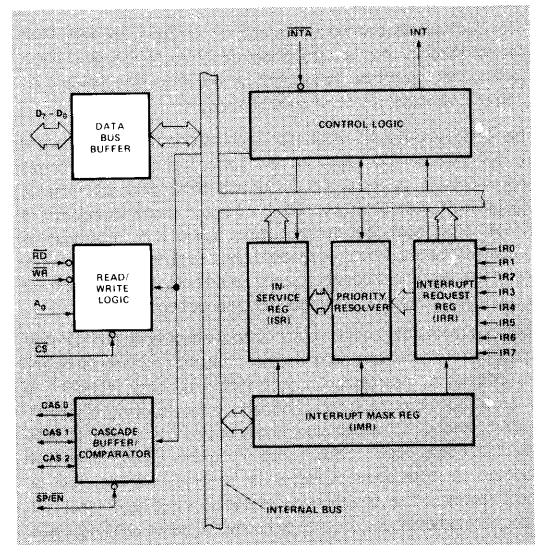 INTA
INT
D7 - D0
DATA
BUS
BUFFER
CONTROL LOGIC
RD
WR
A0
CS
READ/
WRITE
LOGIC
IN-
SERVICE
REG
(ISR)
PRIORITY
RESOLVER
INTERRUPT
REQUEST
REG
(IRR)
IR0
IR1
IR2
IR3
IR4
IR5
IR6
IR7
CAS 0
CAS 1
CAS 2
CASCADE
BUFFER/
COMPARATOR
INTERRUPT MASK REG
(IMR)
SP/EN
INTERNAL BUS